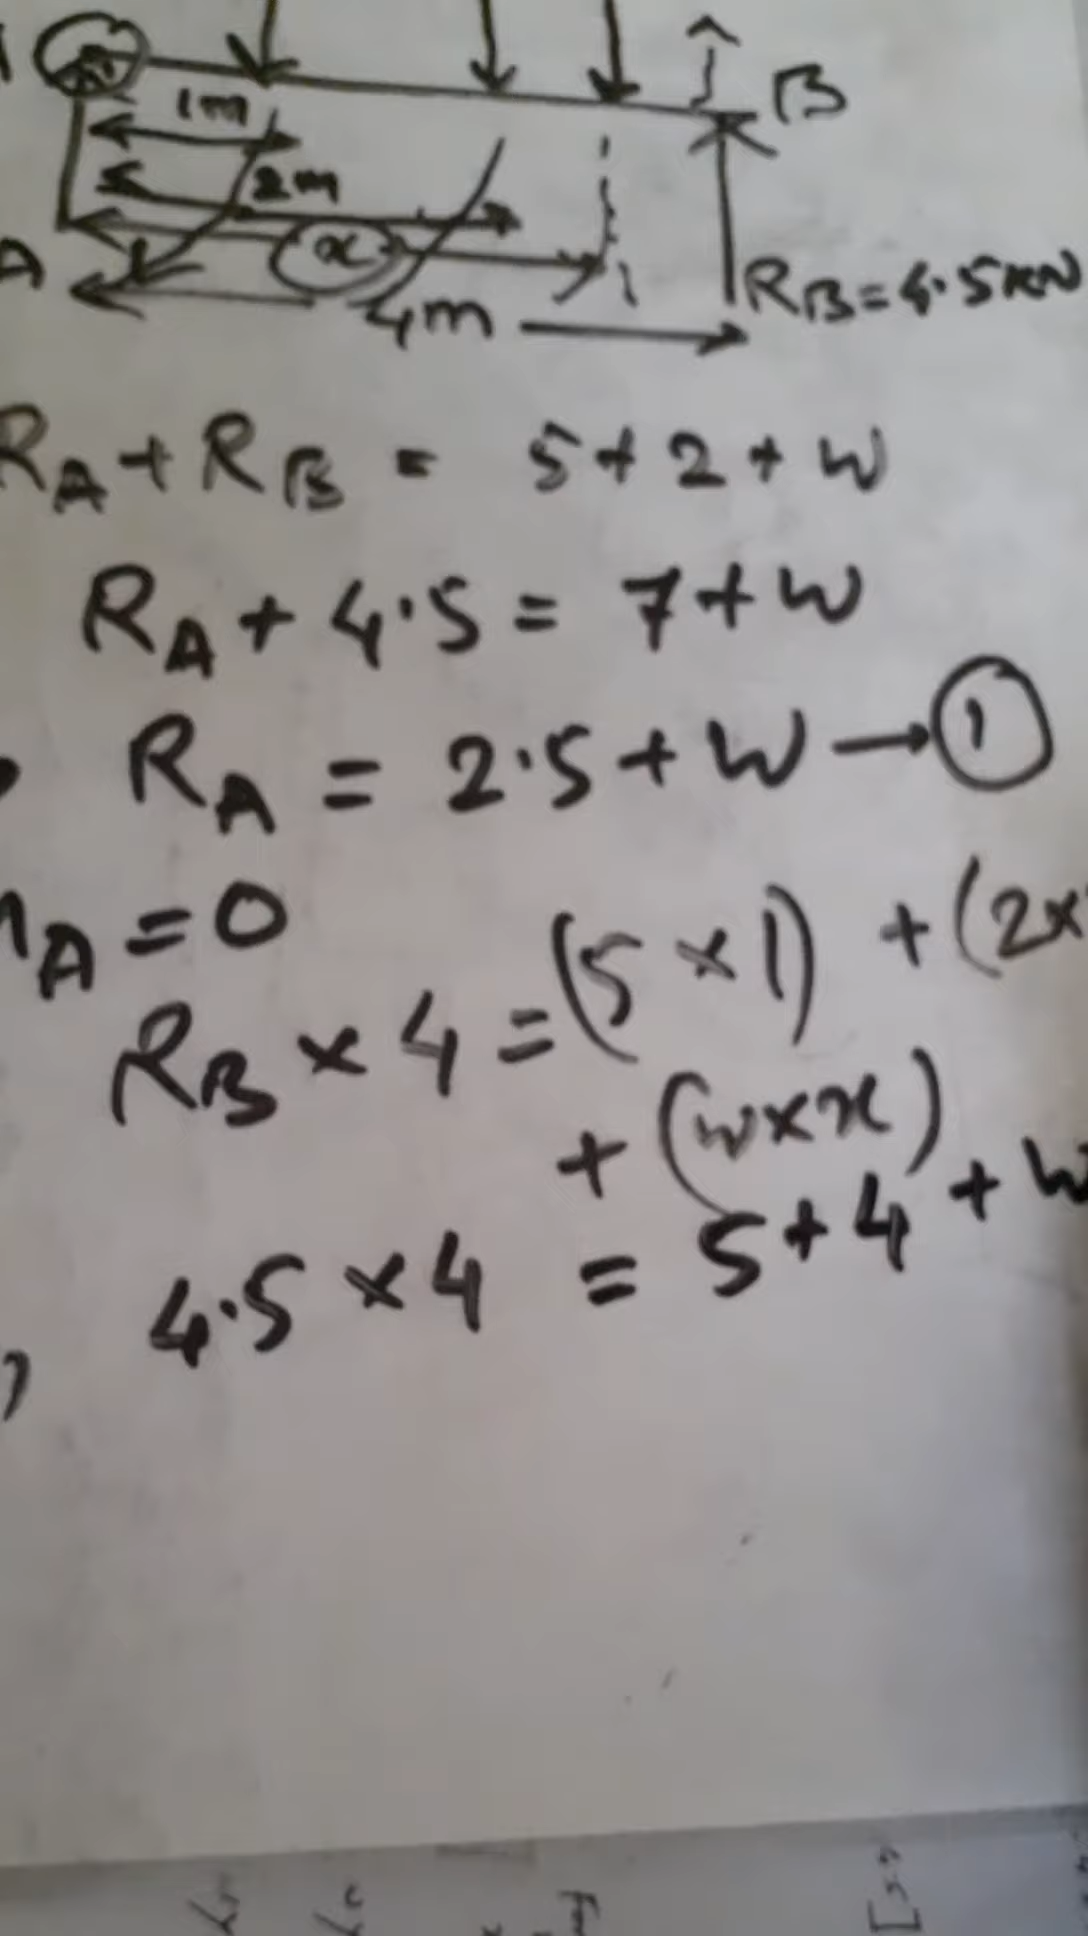 1m
B
2m
x
A
4m
RB = 4.5KN
RA + RB = 5 + 2 + W
RA + 4.5 = 7 + W
RA = 2.5 + W → 1
A = 0
RB × 4 = (5 × 1) + (2×
+ (W×x)
4.5 × 4 = 5 + 4 + W